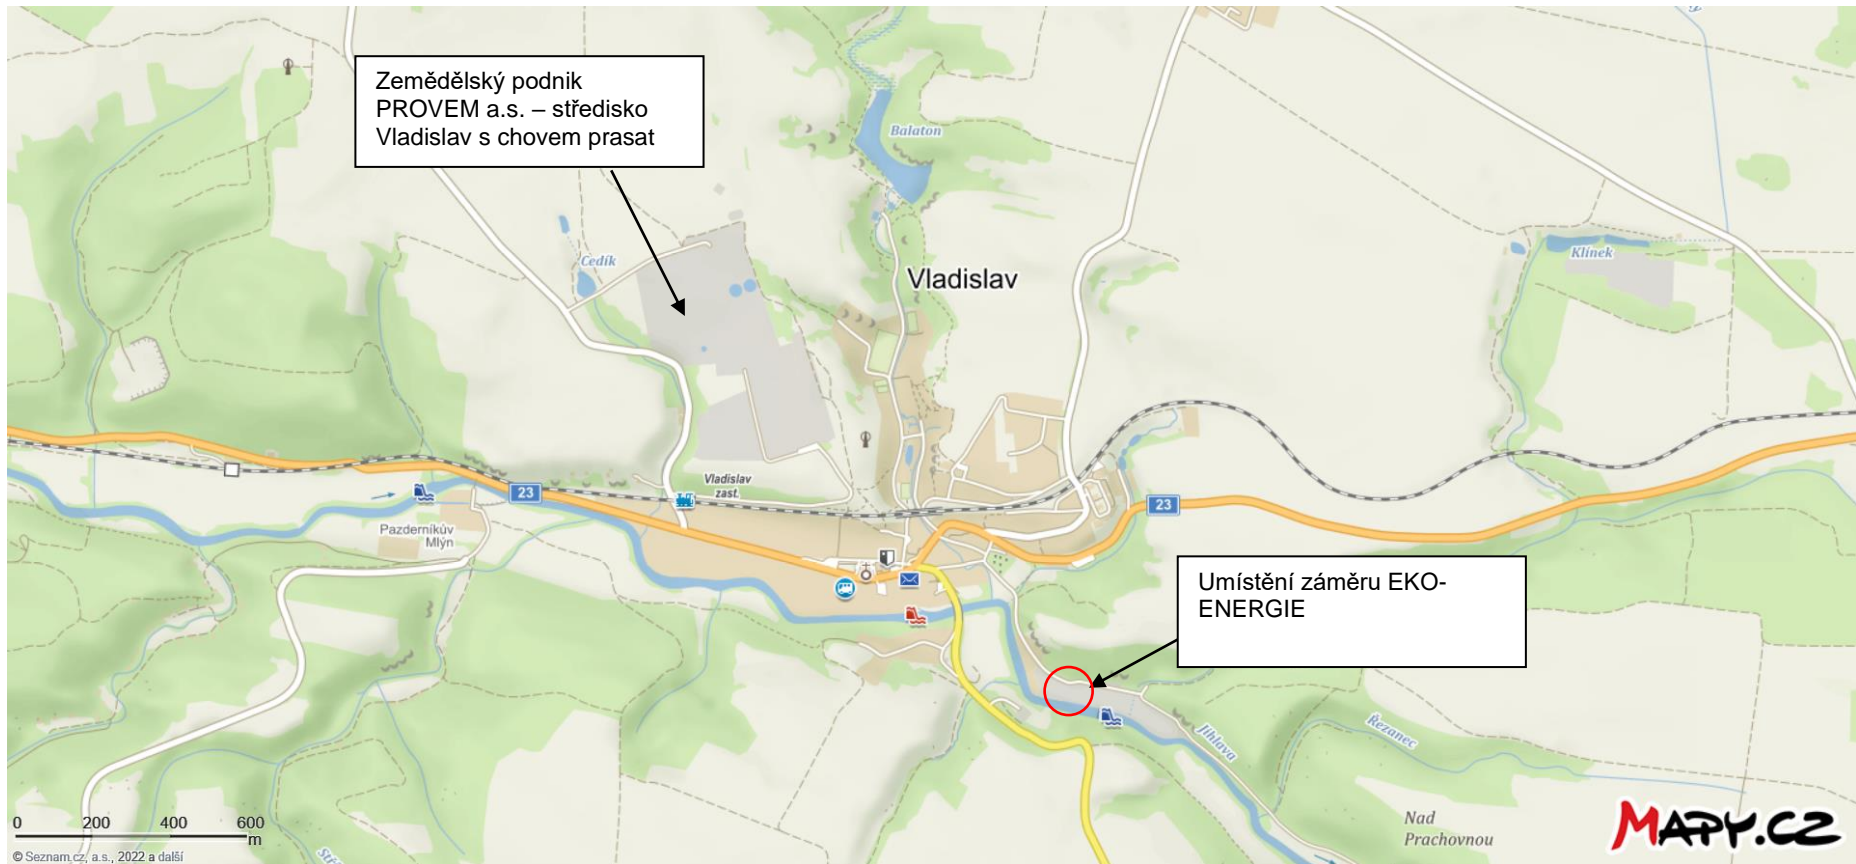 Zemědělský podnik
PROVEM a.s. – středisko
Vladislav s chovem prasat
Balaton
Cedík
Vladislav
Klínek
Vladislav
zast.
23
23
Pazderníkův
Mlýn
Umístění záměru EKO-
ENERGIE
Jihlava
Řezanec
Nad
Prachovnou
0 200 400 600
m
© Seznam.cz, a.s., 2022 a další
MAPY.CZ